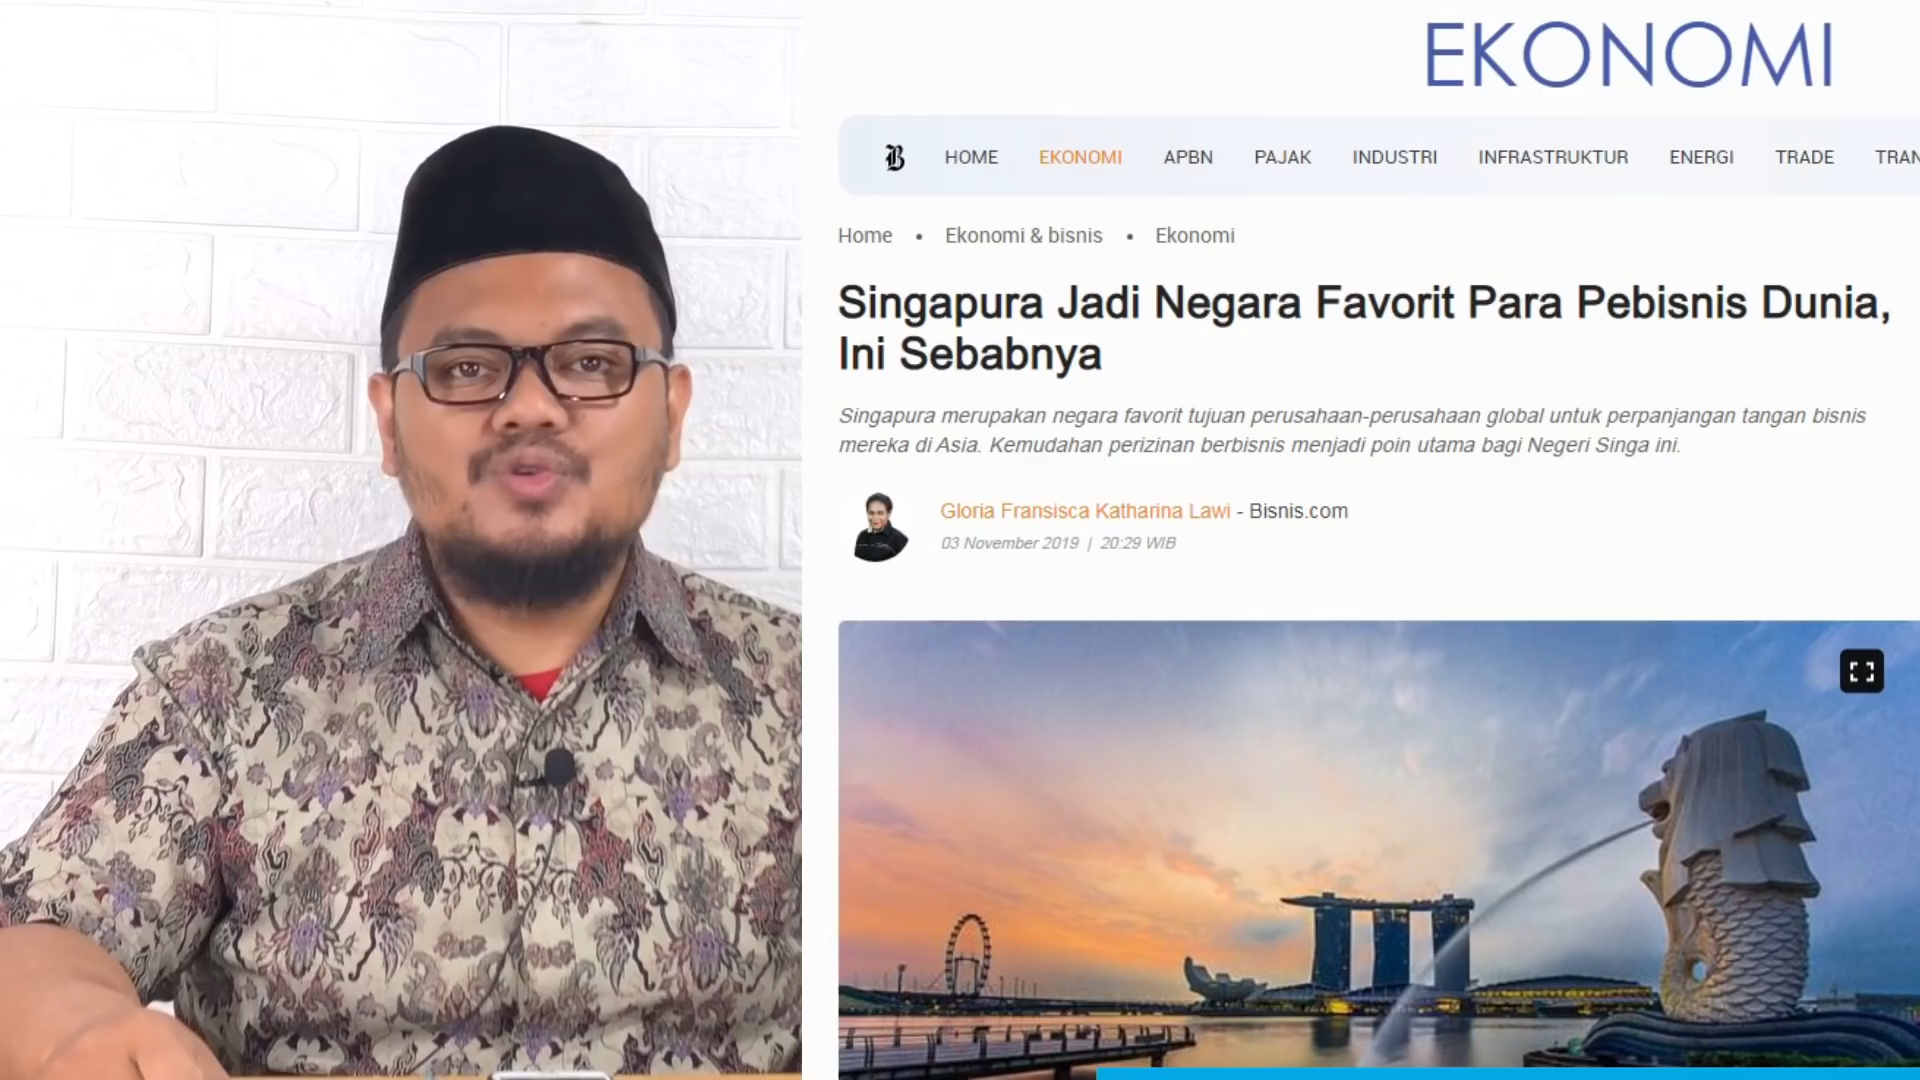 EKONOMI
B HOME EKONOMI APBN PAJAK INDUSTRI INFRASTRUKTUR ENERGI TRADE TRAN
Home • Ekonomi & bisnis • Ekonomi
Singapura Jadi Negara Favorit Para Pebisnis Dunia,
Ini Sebabnya
Singapura merupakan negara favorit tujuan perusahaan-perusahaan global untuk perpanjangan tangan bisnis
mereka di Asia. Kemudahan perizinan berbisnis menjadi poin utama bagi Negeri Singa ini.
Gloria Fransisca Katharina Lawi - Bisnis.com
03 November 2019 | 20:29 WIB